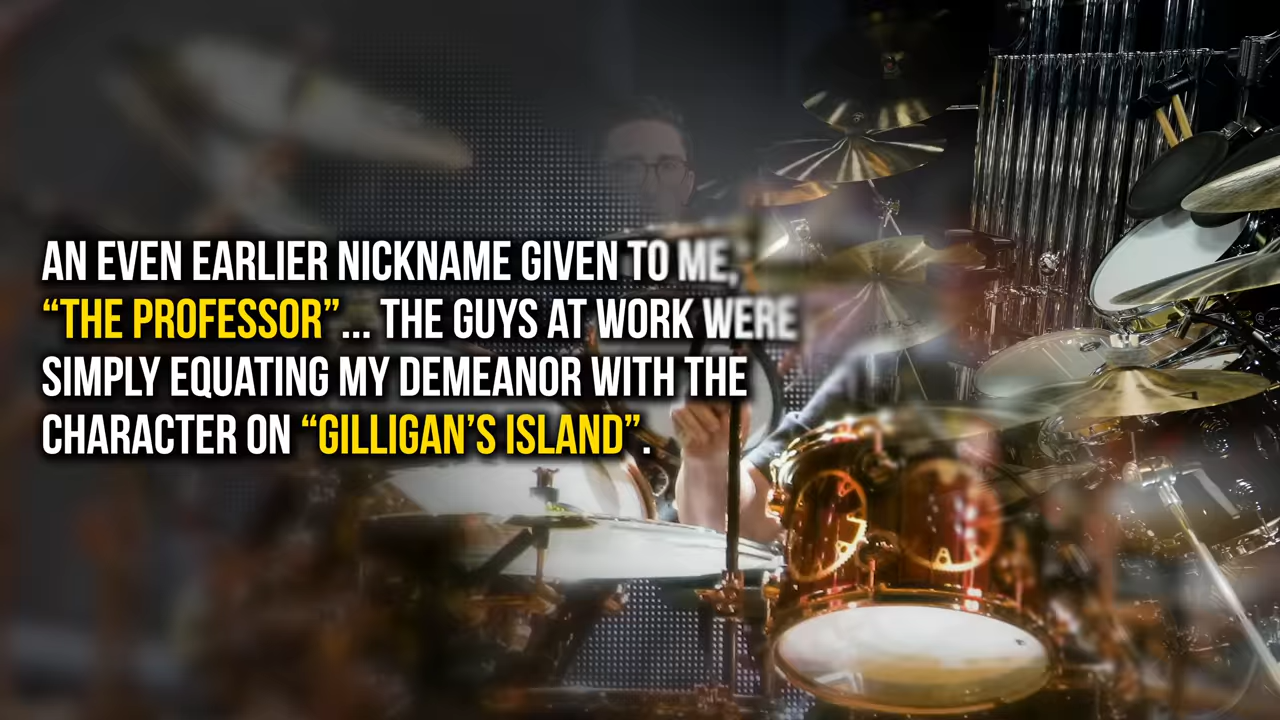 AN EVEN EARLIER NICKNAME GIVEN TO ME,
“THE PROFESSOR”... THE GUYS AT WORK WERE
SIMPLY EQUATING MY DEMEANOR WITH THE
CHARACTER ON “GILLIGAN’S ISLAND”.